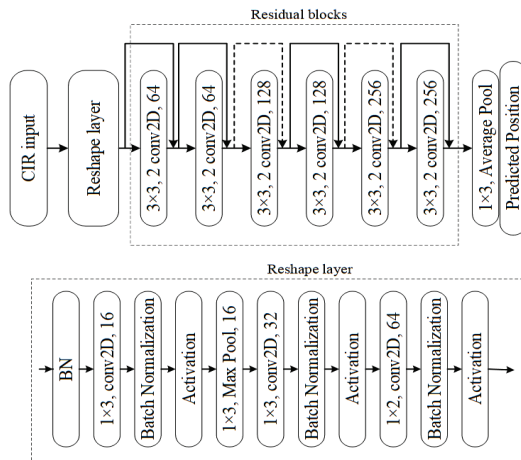 Residual blocks
CIR input
Reshape layer
3×3, 2 conv2D, 64
3×3, 2 conv2D, 64
3×3, 2 conv2D, 128
3×3, 2 conv2D, 128
3×3, 2 conv2D, 256
3×3, 2 conv2D, 256
1×3, Average Pool
Predicted Position
Reshape layer
BN
1×3, conv2D, 16
Batch Normalization
Activation
1×3, Max Pool, 16
1×3, conv2D, 32
Batch Normalization
Activation
1×2, conv2D, 64
Batch Normalization
Activation